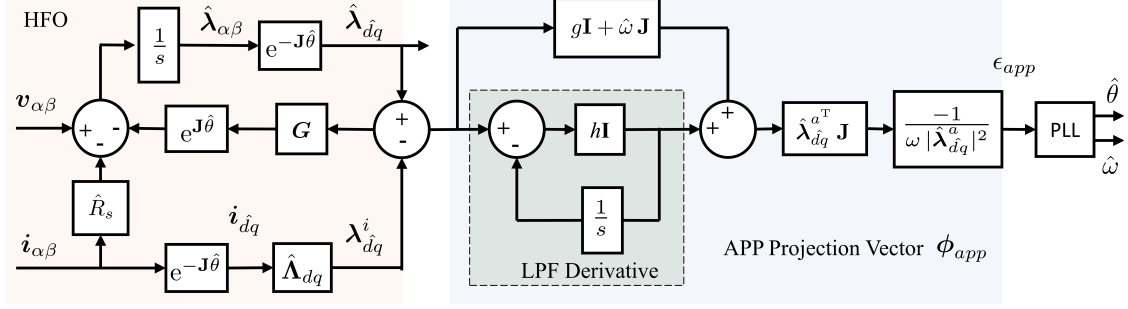 HFO
1/s
λ̂_αβ
e^{-Jθ̂}
λ̂_{d̂q}
gI + ω̂ J
ϵ_app
v_αβ
+ - -
e^{Jθ̂}
G
+ -
+ -
hI
+ +
λ̂^{aT}_{d̂q} J
-1 / ω |λ̂^a_{d̂q}|²
PLL
θ̂
ω̂
R̂_s
1/s
i_αβ
e^{-Jθ̂}
i_{d̂q}
Λ̂_dq
λ^i_{d̂q}
LPF Derivative
APP Projection Vector ϕ_app